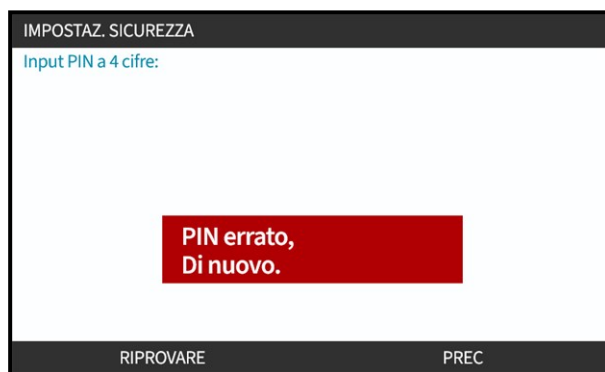 IMPOSTAZ. SICUREZZA
Input PIN a 4 cifre:
PIN errato,
Di nuovo.
RIPROVARE PREC